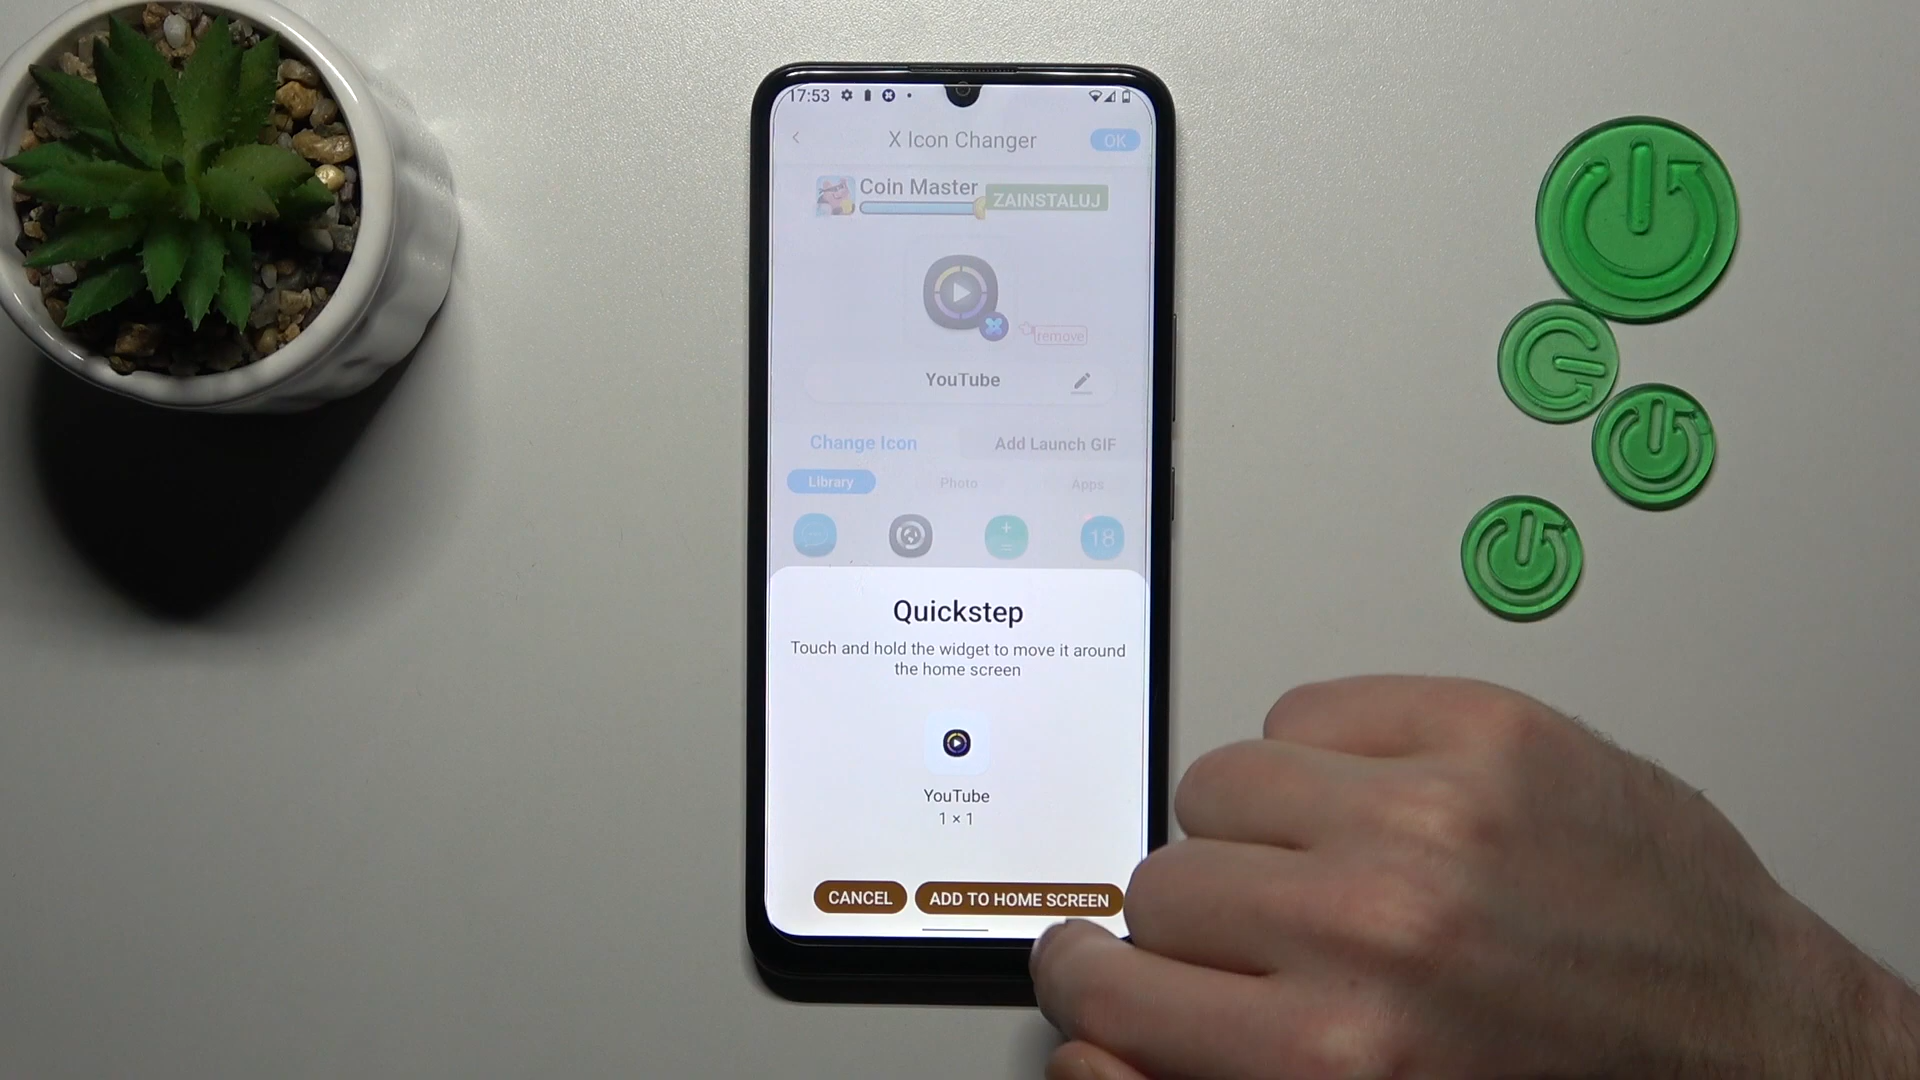 17:53
X Icon Changer
OK
Coin Master
ZAINSTALUJ
remove
YouTube
Change Icon
Add Launch GIF
Library
Photo
Apps
18
Quickstep
Touch and hold the widget to move it around
the home screen
YouTube
1 × 1
CANCEL
ADD TO HOME SCREEN